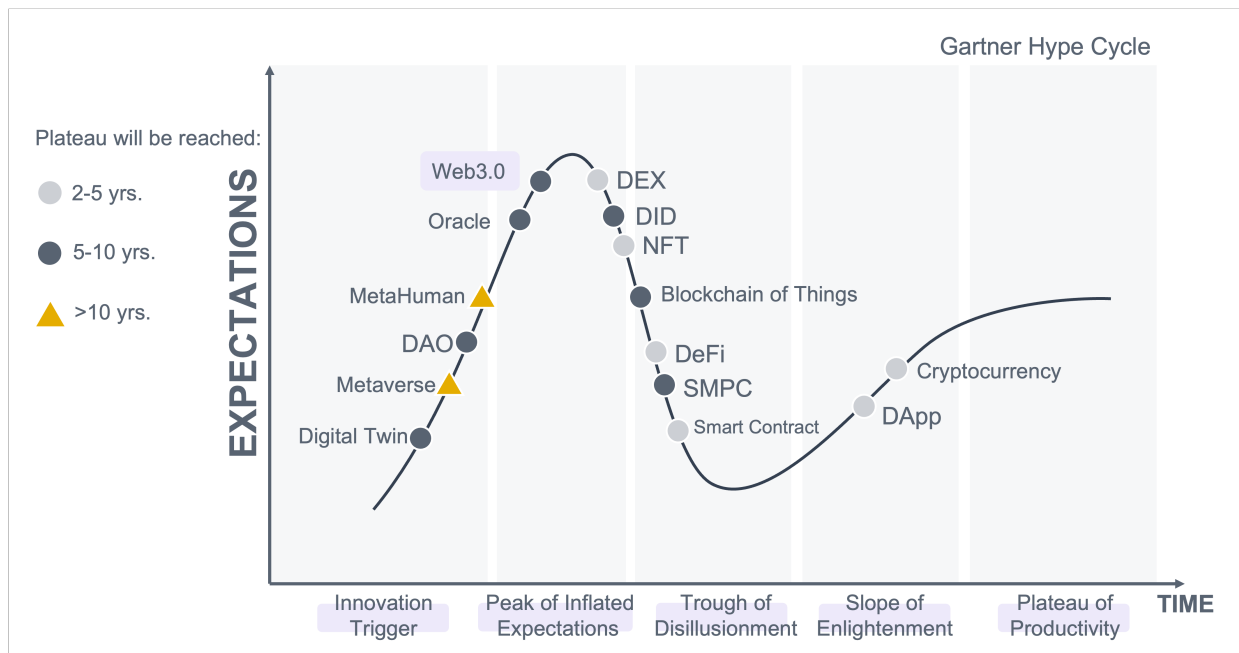 Gartner Hype Cycle
Plateau will be reached:
2-5 yrs.
5-10 yrs.
>10 yrs.
EXPECTATIONS
Web3.0
Oracle
MetaHuman
DAO
Metaverse
Digital Twin
DEX
DID
NFT
Blockchain of Things
DeFi
SMPC
Smart Contract
Cryptocurrency
DApp
Innovation
Trigger
Peak of Inflated
Expectations
Trough of
Disillusionment
Slope of
Enlightenment
Plateau of
Productivity
TIME